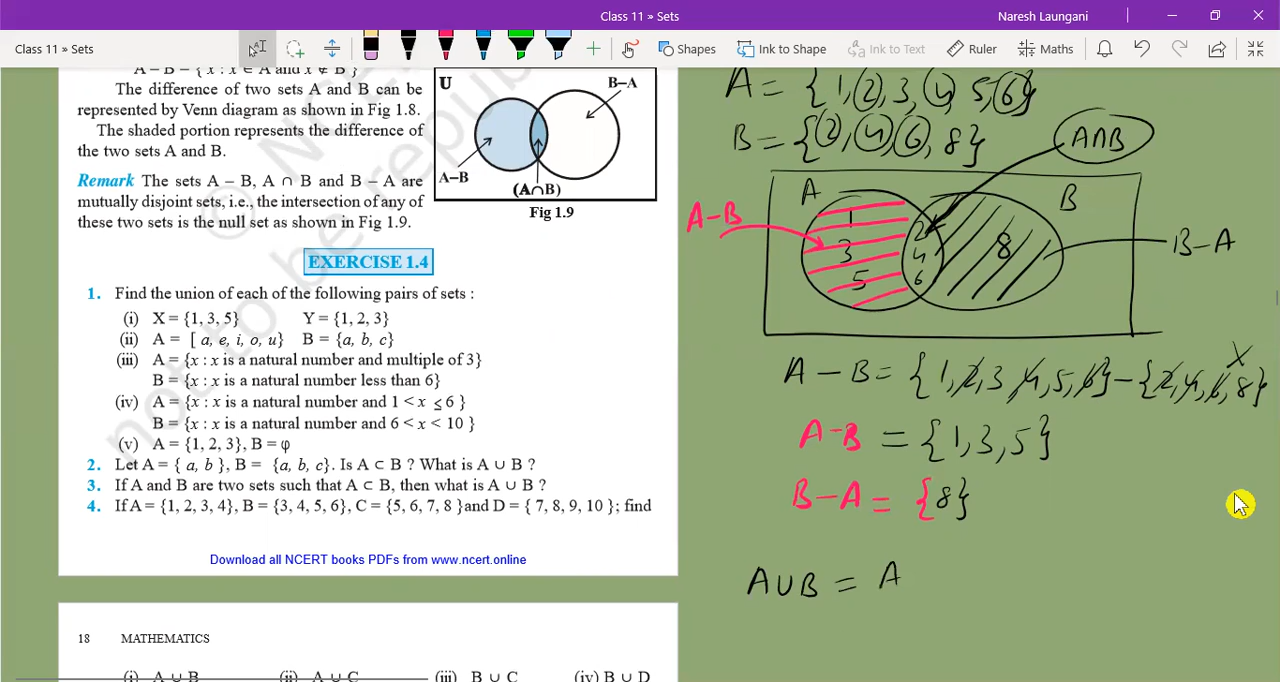 Class 11 » Sets
Naresh Laungani
Class 11 » Sets
Shapes
Ink to Shape
Ink to Text
Ruler
Maths
A – B = { x : x ∈ A and x ∉ B }
The difference of two sets A and B can be
represented by Venn diagram as shown in Fig 1.8.
The shaded portion represents the difference of
the two sets A and B.
Remark The sets A – B, A ∩ B and B – A are
mutually disjoint sets, i.e., the intersection of any of
these two sets is the null set as shown in Fig 1.9.
U
B–A
A–B
(A∩B)
Fig 1.9
EXERCISE 1.4
1. Find the union of each of the following pairs of sets :
(i) X = {1, 3, 5} Y = {1, 2, 3}
(ii) A = [ a, e, i, o, u} B = {a, b, c}
(iii) A = {x : x is a natural number and multiple of 3}
B = {x : x is a natural number less than 6}
(iv) A = {x : x is a natural number and 1 < x ≤ 6 }
B = {x : x is a natural number and 6 < x < 10 }
(v) A = {1, 2, 3}, B = φ
2. Let A = { a, b }, B = {a, b, c}. Is A ⊂ B ? What is A ∪ B ?
3. If A and B are two sets such that A ⊂ B, then what is A ∪ B ?
4. If A = {1, 2, 3, 4}, B = {3, 4, 5, 6}, C = {5, 6, 7, 8 }and D = { 7, 8, 9, 10 }; find
Download all NCERT books PDFs from www.ncert.online
18 MATHEMATICS
(i) A ∪ B (ii) A ∪ C (iii) B ∪ C (iv) B ∪ D
© NCERT
not to be republ
A = {1, 2, 3, 4, 5, 6}
B = {2, 4, 6, 8}
A∩B
A
B
A–B
1
3
5
2
4
6
8
B–A
A – B = {1, 2, 3, 4, 5, 6} – {2, 4, 6, 8} X
A–B = {1, 3, 5}
B–A = {8}
A∪B = A